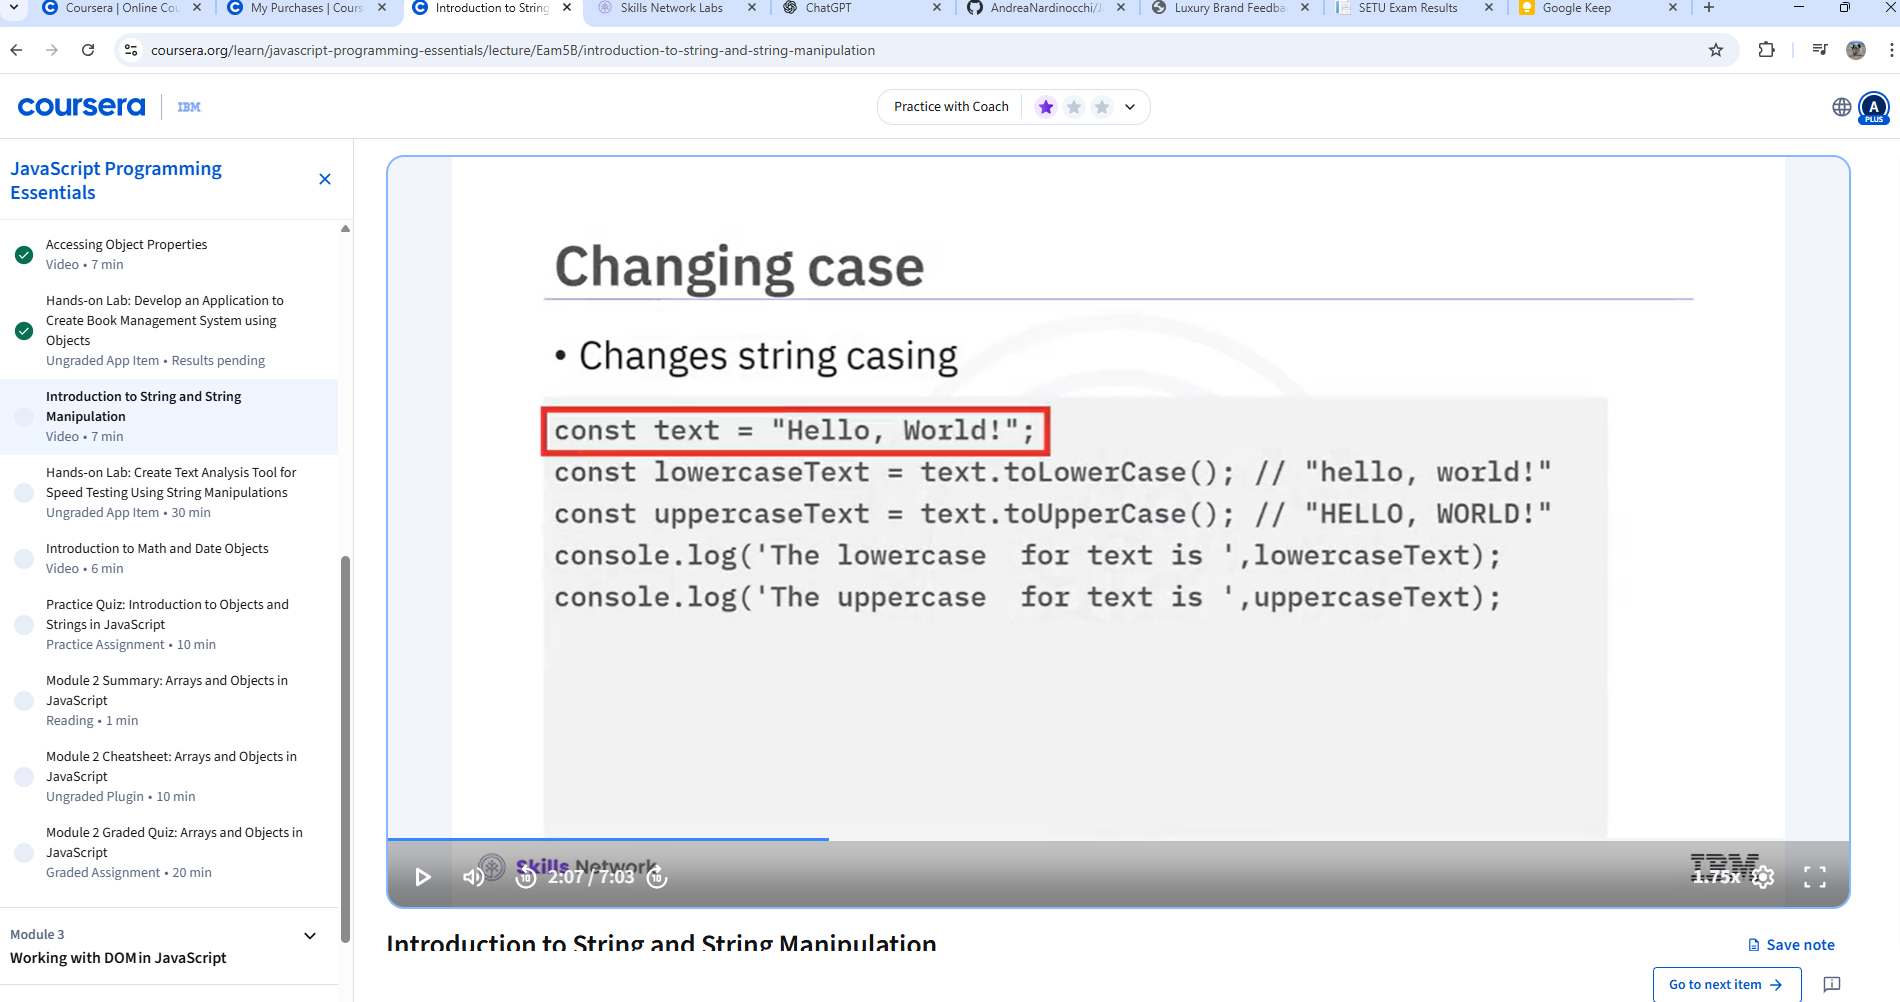 Coursera | Online Cou
My Purchases | Cours
Introduction to String
Skills Network Labs
ChatGPT
AndreaNardinocchi/J
Luxury Brand Feedba
SETU Exam Results
Google Keep
coursera.org/learn/javascript-programming-essentials/lecture/Eam5B/introduction-to-string-and-string-manipulation
coursera
IBM
Practice with Coach
A
PLUS
JavaScript Programming
Essentials
Accessing Object Properties
Video • 7 min
Hands-on Lab: Develop an Application to
Create Book Management System using
Objects
Ungraded App Item • Results pending
Introduction to String and String
Manipulation
Video • 7 min
Hands-on Lab: Create Text Analysis Tool for
Speed Testing Using String Manipulations
Ungraded App Item • 30 min
Introduction to Math and Date Objects
Video • 6 min
Practice Quiz: Introduction to Objects and
Strings in JavaScript
Practice Assignment • 10 min
Module 2 Summary: Arrays and Objects in
JavaScript
Reading • 1 min
Module 2 Cheatsheet: Arrays and Objects in
JavaScript
Ungraded Plugin • 10 min
Module 2 Graded Quiz: Arrays and Objects in
JavaScript
Graded Assignment • 20 min
Module 3
Working with DOM in JavaScript
Changing case
• Changes string casing
const text = "Hello, World!";
const lowercaseText = text.toLowerCase(); // "hello, world!"
const uppercaseText = text.toUpperCase(); // "HELLO, WORLD!"
console.log('The lowercase  for text is ',lowercaseText);
console.log('The uppercase  for text is ',uppercaseText);
Skills Network
IBM
10
2:07 / 7:03
10
1.75x
Introduction to String and String Manipulation
Save note
Go to next item